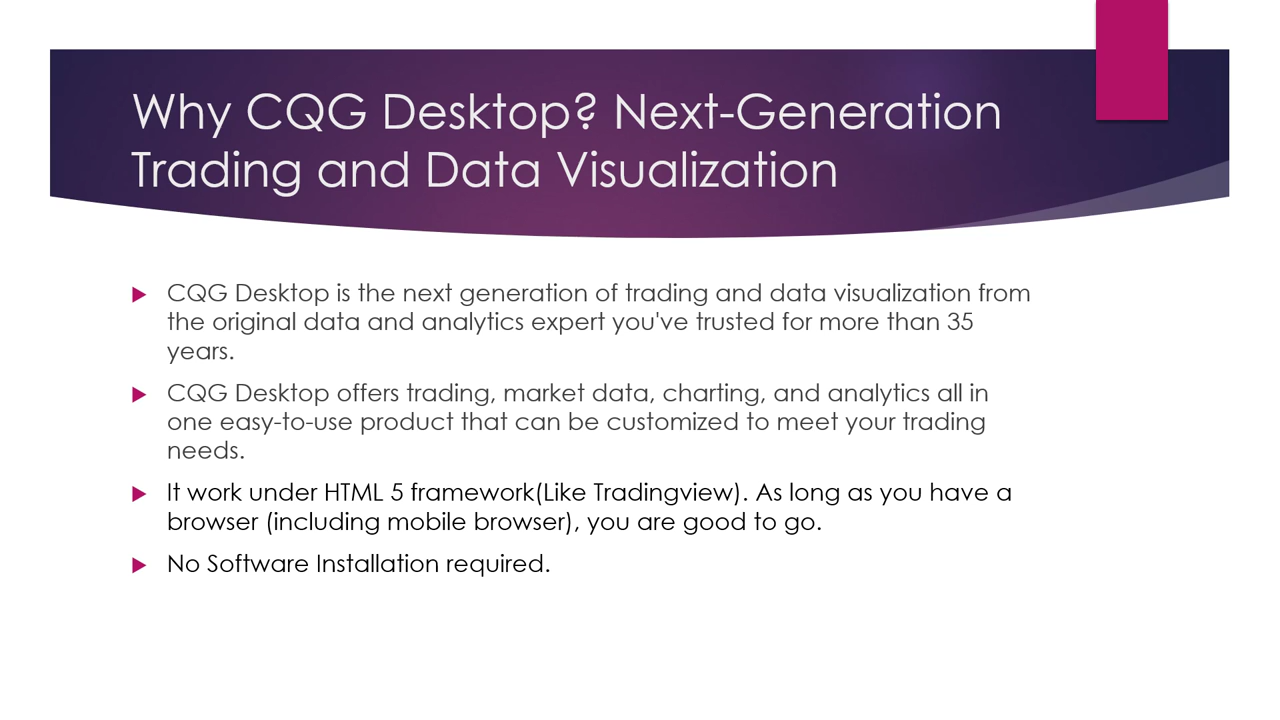 Why CQG Desktop? Next-Generation
Trading and Data Visualization
CQG Desktop is the next generation of trading and data visualization from
the original data and analytics expert you've trusted for more than 35
years.
CQG Desktop offers trading, market data, charting, and analytics all in
one easy-to-use product that can be customized to meet your trading
needs.
It work under HTML 5 framework(Like Tradingview). As long as you have a
browser (including mobile browser), you are good to go.
No Software Installation required.